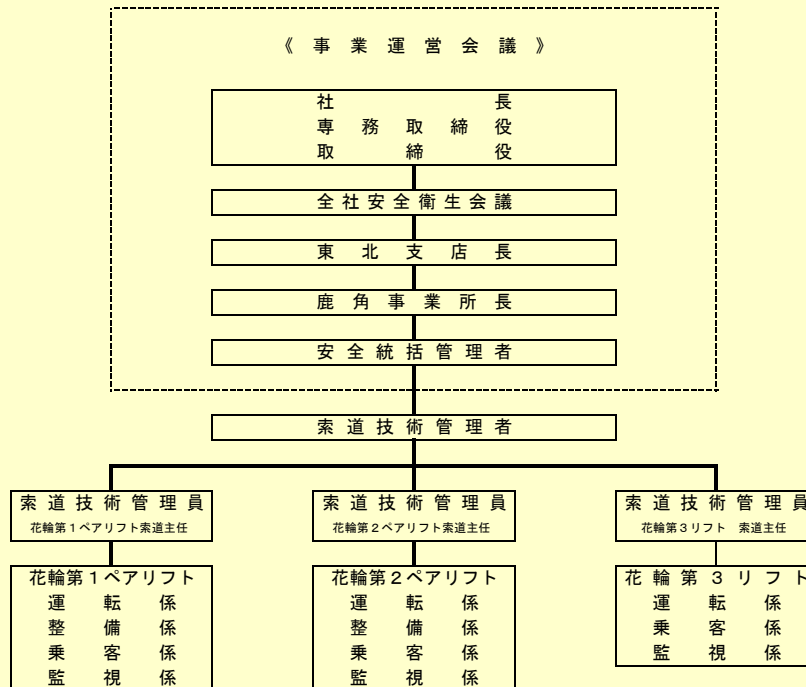 《事業運営会議》
社長
専務取締役
取締役
全社安全衛生会議
東北支店長
鹿角事業所長
安全統括管理者
索道技術管理者
索道技術管理員
花輪第1ペアリフト索道主任
索道技術管理員
花輪第2ペアリフト索道主任
索道技術管理員
花輪第3リフト 索道主任
花輪第1ペアリフト
運転係
整備係
乗客係
監視係
花輪第2ペアリフト
運転係
整備係
乗客係
監視係
花輪第3リフト
運転係
乗客係
監視係